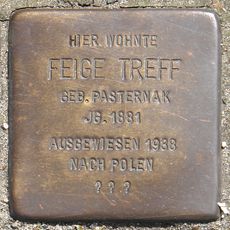 HIER WOHNTE
FEIGE TREFF
GEB. PASTERNAK
JG. 1881
AUSGEWIESEN 1938
NACH POLEN
? ? ?